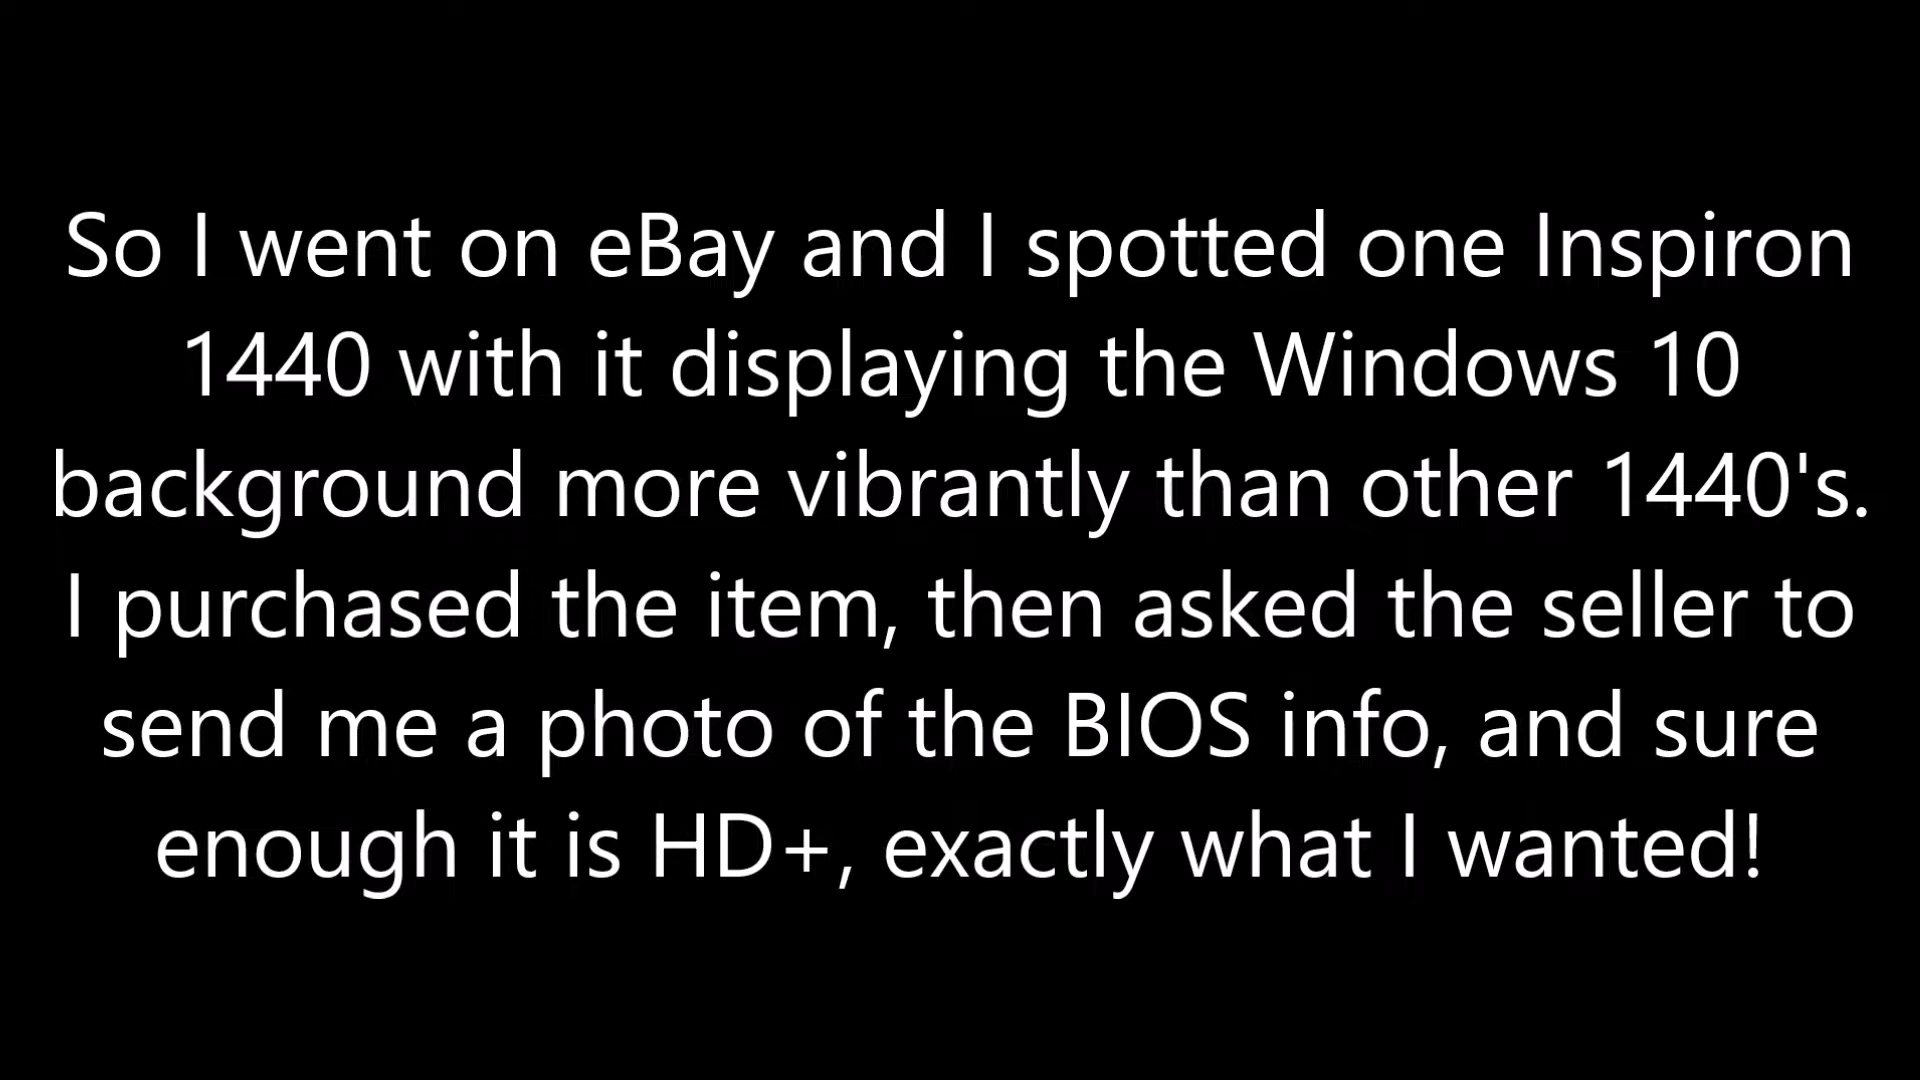 So I went on eBay and I spotted one Inspiron
1440 with it displaying the Windows 10
background more vibrantly than other 1440's.
I purchased the item, then asked the seller to
send me a photo of the BIOS info, and sure
enough it is HD+, exactly what I wanted!